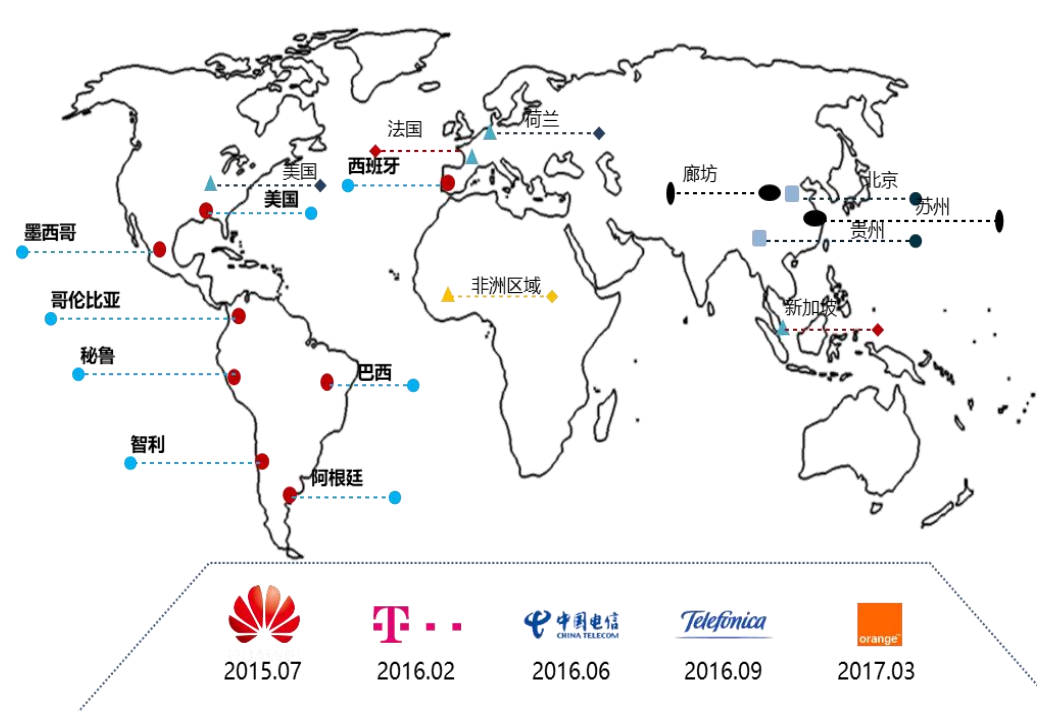 荷兰
法国
西班牙
美国
美国
廊坊
北京
苏州
贵州
墨西哥
非洲区域
哥伦比亚
新加坡
秘鲁
巴西
智利
阿根廷
T
中国电信
CHINA TELECOM
Telefónica
orange™
2015.07
2016.02
2016.06
2016.09
2017.03